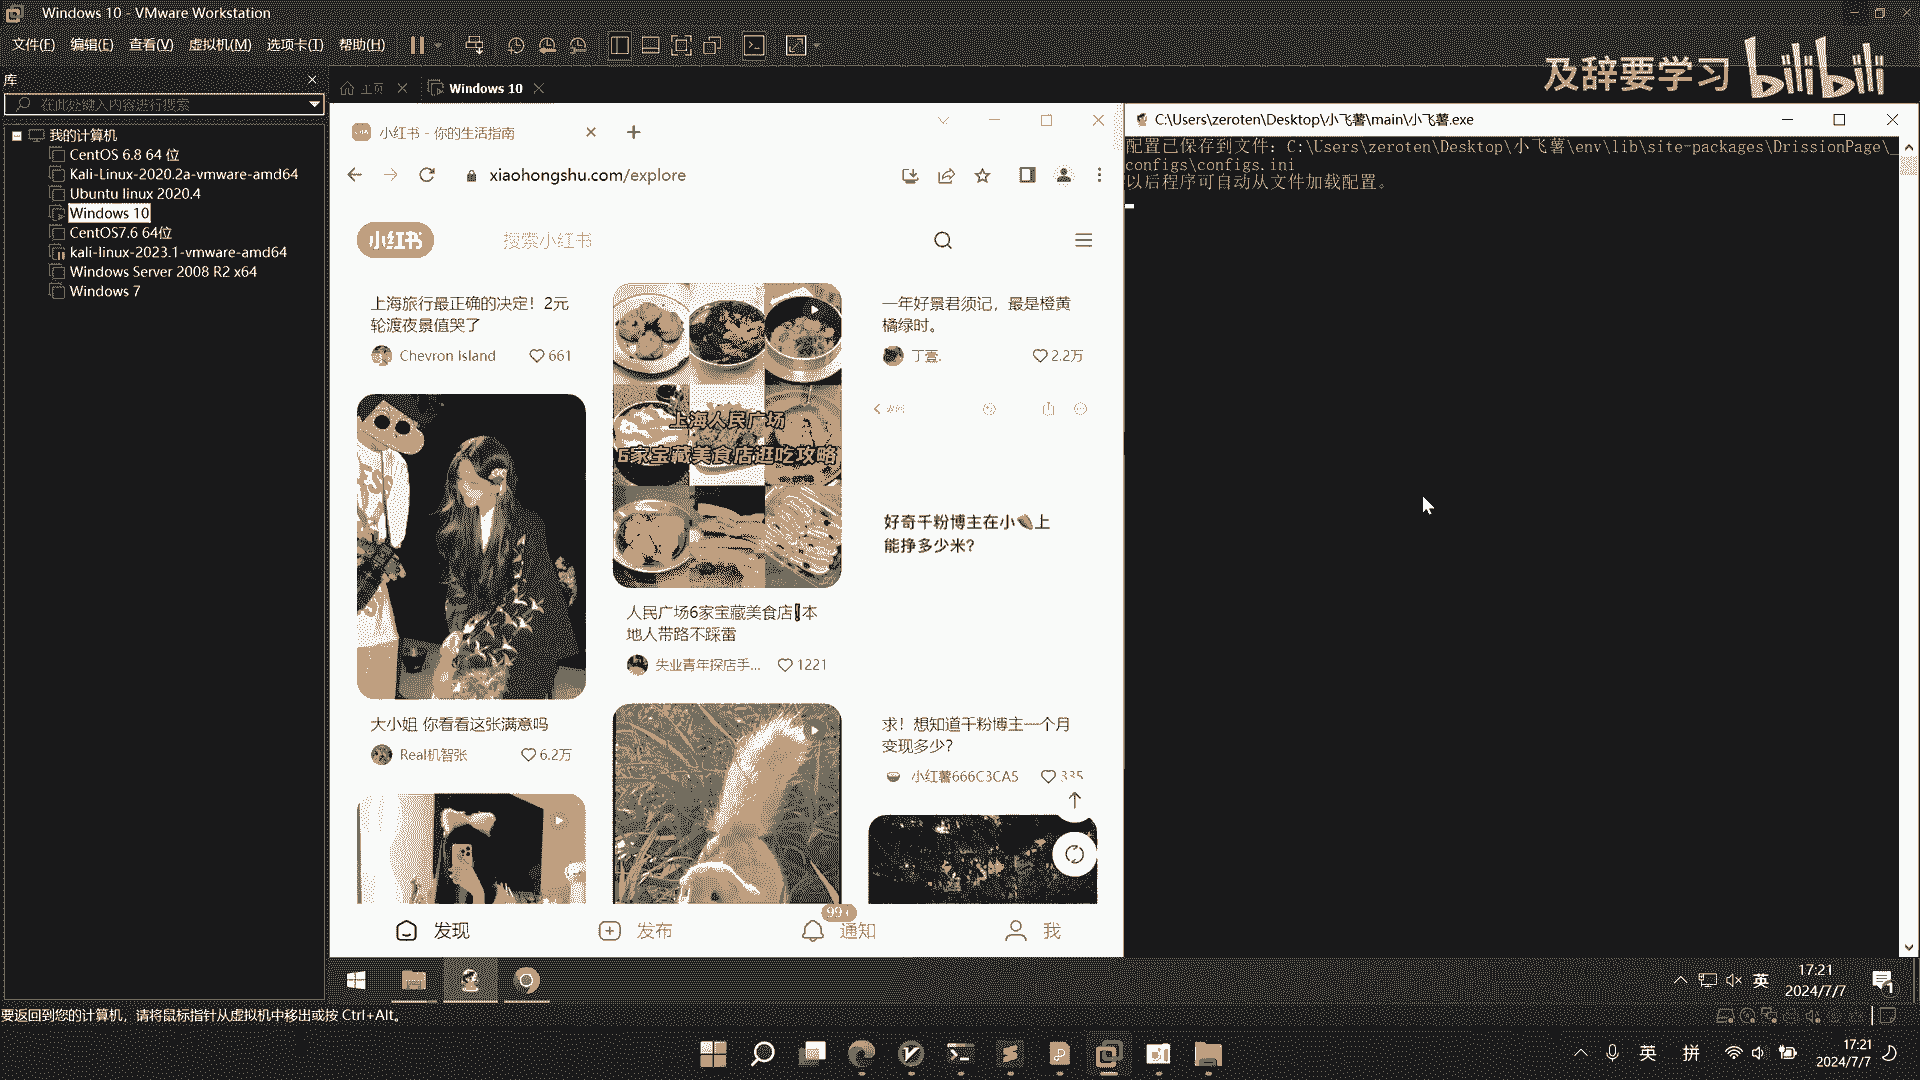 Windows 10 - VMware Workstation
文件(F) 编辑(E) 查看(V) 虚拟机(M) 选项卡(T) 帮助(H)
及辞要学习 bilibili
库
在此处键入内容进行搜索
我的计算机
CentOS 6.8 64 位
Kali-Linux-2020.2a-vmware-amd64
Ubuntu linux 2020.4
Windows 10
CentOS7.6 64位
kali-linux-2023.1-vmware-amd64
Windows Server 2008 R2 x64
Windows 7
主页
Windows 10
小红书 - 你的生活指南
xiaohongshu.com/explore
小红书
搜索小红书
上海旅行最正确的决定！2元
轮渡夜景值哭了
Chevron island 661
大小姐 你看看这张满意吗
Real机智张 6.2万
上海人民广场
6家宝藏美食店逛吃攻略
人民广场6家宝藏美食店❗本
地人带路不踩雷
失业青年探店手... 1221
一年好景君须记，最是橙黄
橘绿时。
丁壹. 2.2万
好奇千粉博主在小🍠上
能挣多少米？
求！想知道千粉博主一个月
变现多少？
小红薯666C3CA5 335
发现
发布
99+
通知
我
C:\Users\zeroten\Desktop\小飞薯\main\小飞薯.exe
配置已保存到文件：C:\Users\zeroten\Desktop\小飞薯\env\lib\site-packages\DrissionPage\_
configs\configs.ini
以后程序可自动从文件加载配置。
英
17:21
2024/7/7
1
要返回到您的计算机，请将鼠标指针从虚拟机中移出或按 Ctrl+Alt。
英
拼
17:21
2024/7/7